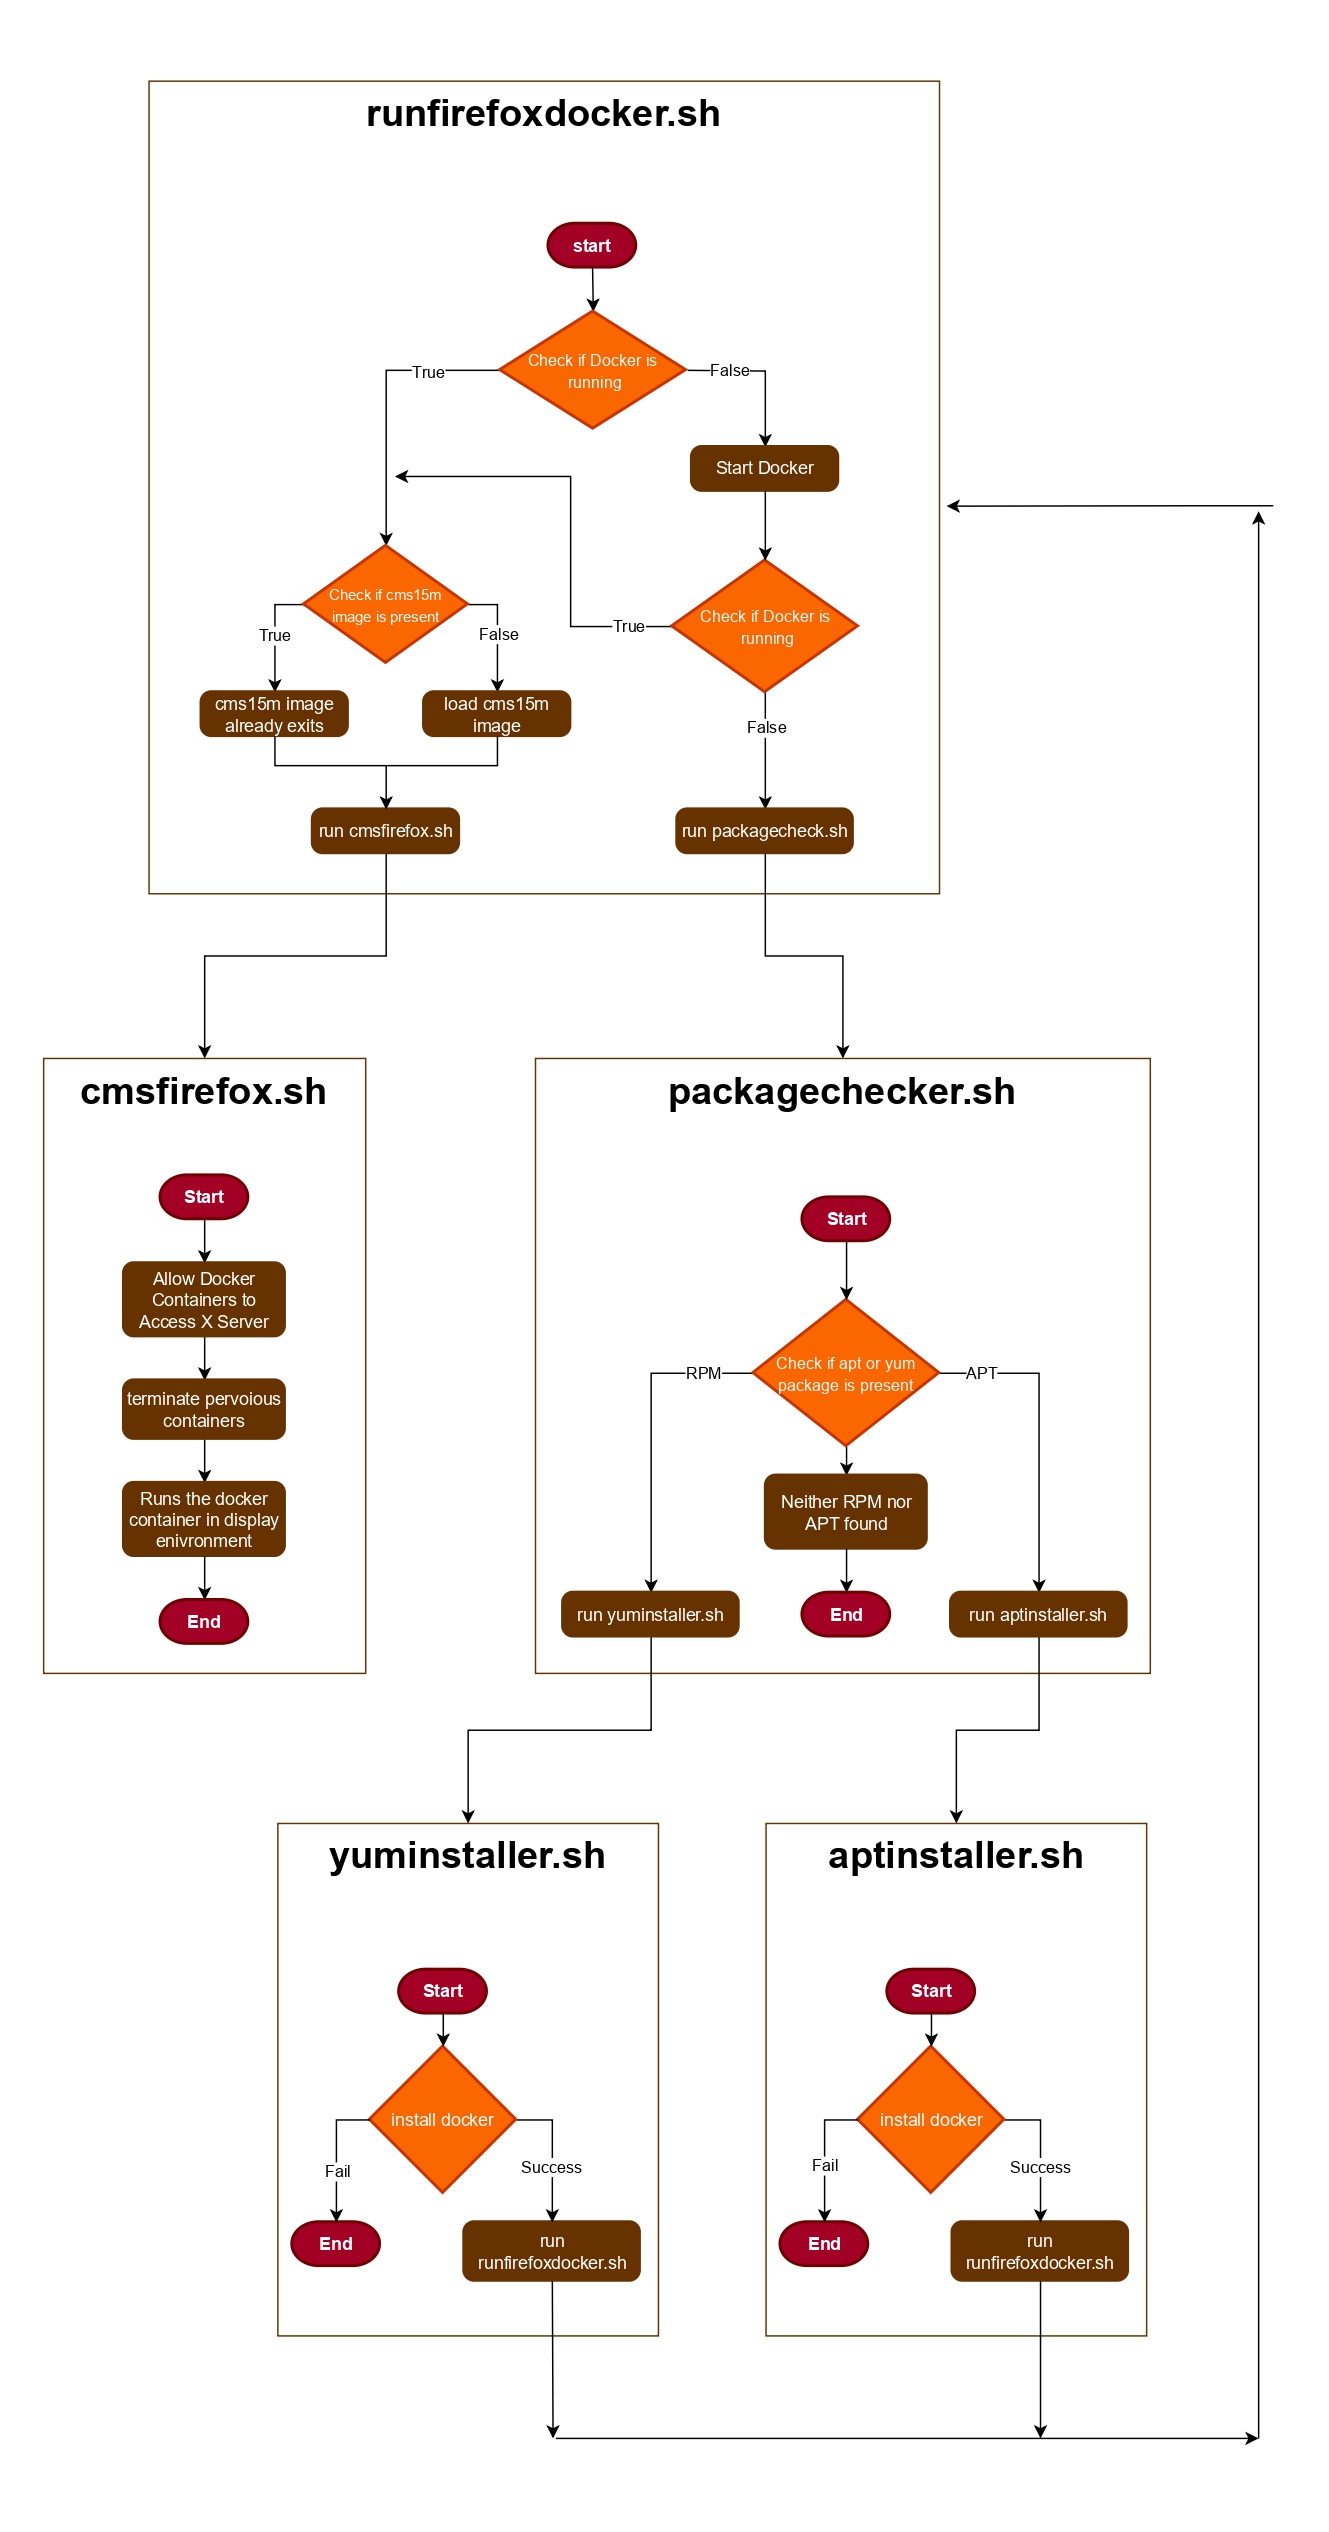 runfirefoxdocker.sh
start
Check if Docker is
running
True
False
Start Docker
Check if cms15m
image is present
Check if Docker is
running
True
True
False
cms15m image
already exits
load cms15m
image
False
run cmsfirefox.sh
run packagecheck.sh
cmsfirefox.sh
Start
Allow Docker
Containers to
Access X Server
terminate pervoious
containers
Runs the docker
container in display
enivronment
End
packagechecker.sh
Start
Check if apt or yum
package is present
RPM
APT
Neither RPM nor
APT found
run yuminstaller.sh
End
run aptinstaller.sh
yuminstaller.sh
Start
install docker
Fail
Success
End
run
runfirefoxdocker.sh
aptinstaller.sh
Start
install docker
Fail
Success
End
run
runfirefoxdocker.sh